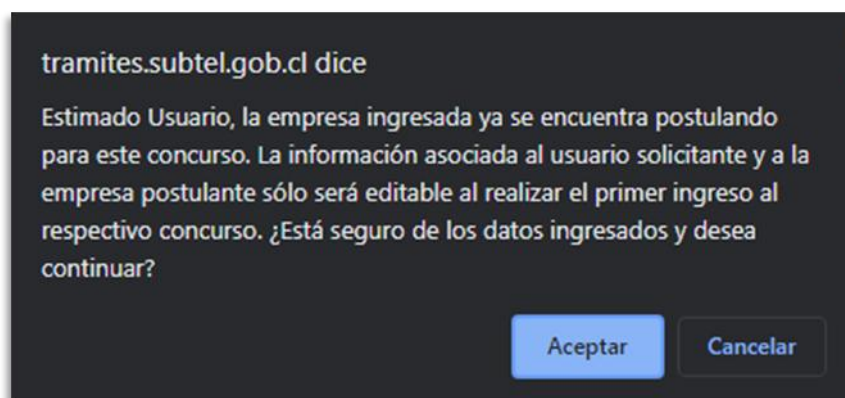 tramites.subtel.gob.cl dice
Estimado Usuario, la empresa ingresada ya se encuentra postulando
para este concurso. La información asociada al usuario solicitante y a la
empresa postulante sólo será editable al realizar el primer ingreso al
respectivo concurso. ¿Está seguro de los datos ingresados y desea
continuar?
Aceptar
Cancelar